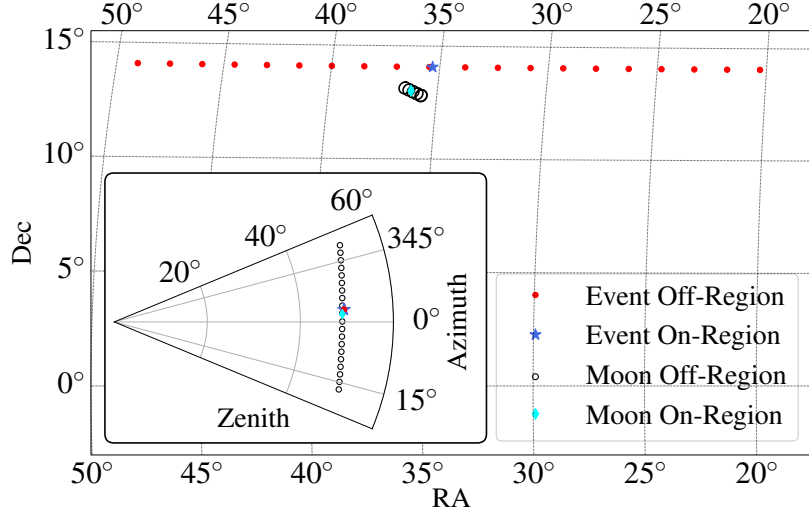 50° 45° 40° 35° 30° 25° 20°
15°
10°
5°
0°
Dec
60°
40°
20°
345°
0°
15°
Azimuth
Zenith
Event Off-Region
Event On-Region
Moon Off-Region
Moon On-Region
50° 45° 40° 35° 30° 25° 20°
RA